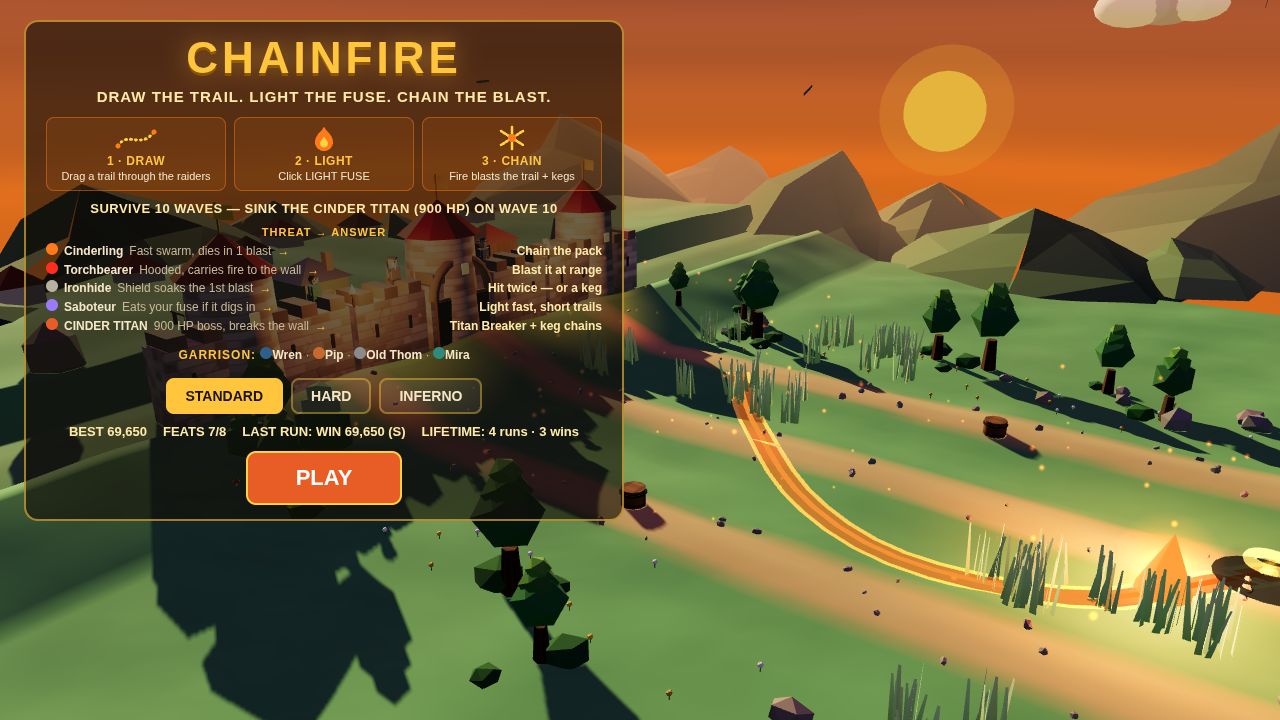 CHAINFIRE
DRAW THE TRAIL. LIGHT THE FUSE. CHAIN THE BLAST.
1 · DRAW
Drag a trail through the raiders
2 · LIGHT
Click LIGHT FUSE
3 · CHAIN
Fire blasts the trail + kegs
SURVIVE 10 WAVES — SINK THE CINDER TITAN (900 HP) ON WAVE 10
THREAT → ANSWER
Cinderling Fast swarm, dies in 1 blast → Chain the pack
Torchbearer Hooded, carries fire to the wall → Blast it at range
Ironhide Shield soaks the 1st blast → Hit twice — or a keg
Saboteur Eats your fuse if it digs in → Light fast, short trails
CINDER TITAN 900 HP boss, breaks the wall → Titan Breaker + keg chains
GARRISON: Wren · Pip · Old Thom · Mira
STANDARD HARD INFERNO
BEST 69,650 FEATS 7/8 LAST RUN: WIN 69,650 (S) LIFETIME: 4 runs · 3 wins
PLAY